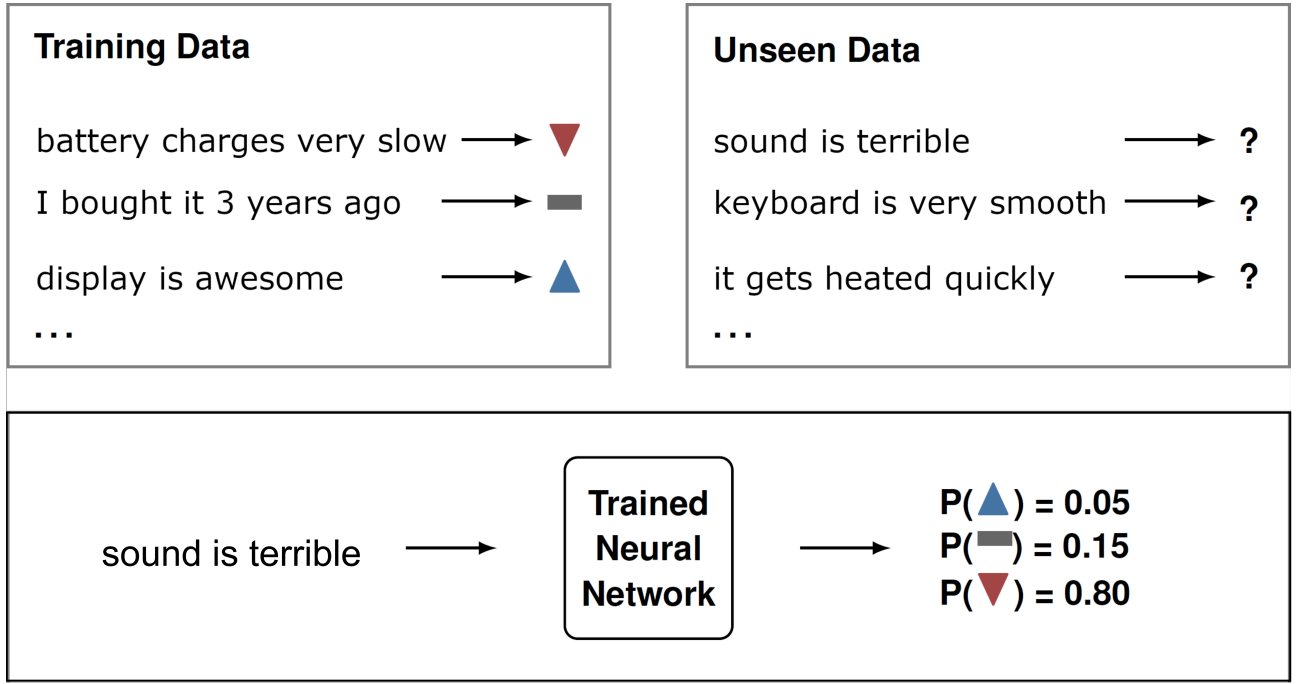 Training Data
battery charges very slow
I bought it 3 years ago
display is awesome
...
Unseen Data
sound is terrible ?
keyboard is very smooth ?
it gets heated quickly ?
...
sound is terrible
Trained
Neural
Network
P( ) = 0.05
P( ) = 0.15
P( ) = 0.80